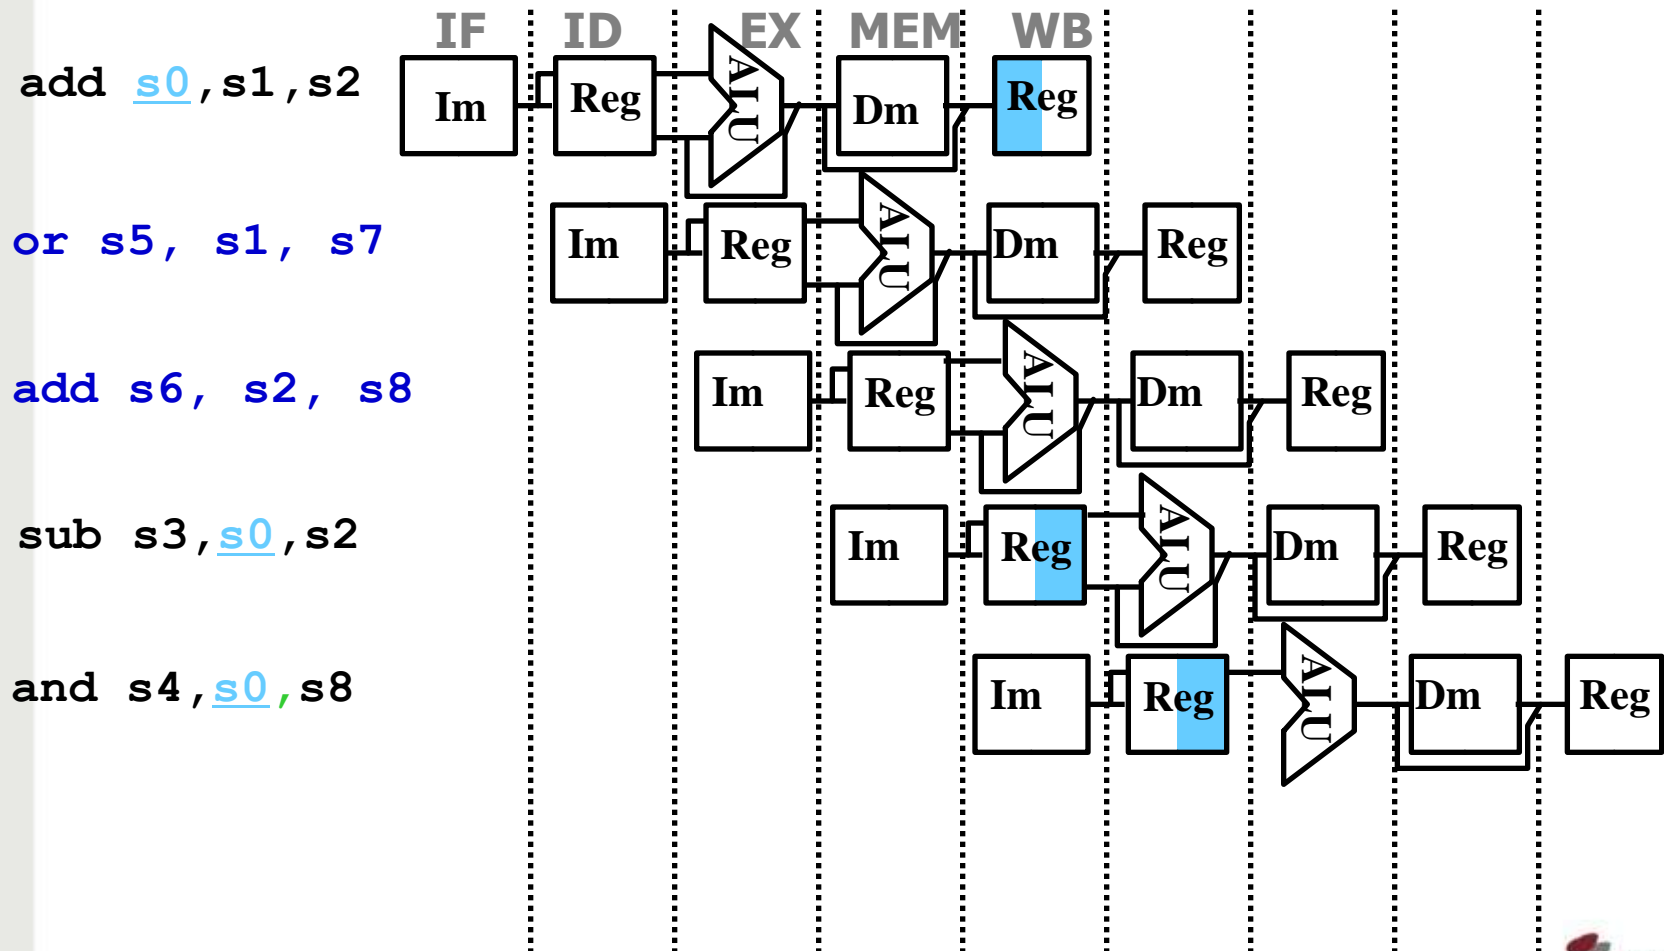 IF ID EX MEM WB
add s0,s1,s2 Im Reg ALU Dm Reg
or s5, s1, s7 Im Reg ALU Dm Reg
add s6, s2, s8 Im Reg ALU Dm Reg
sub s3,s0,s2 Im Reg ALU Dm Reg
and s4,s0,s8 Im Reg ALU Dm Reg